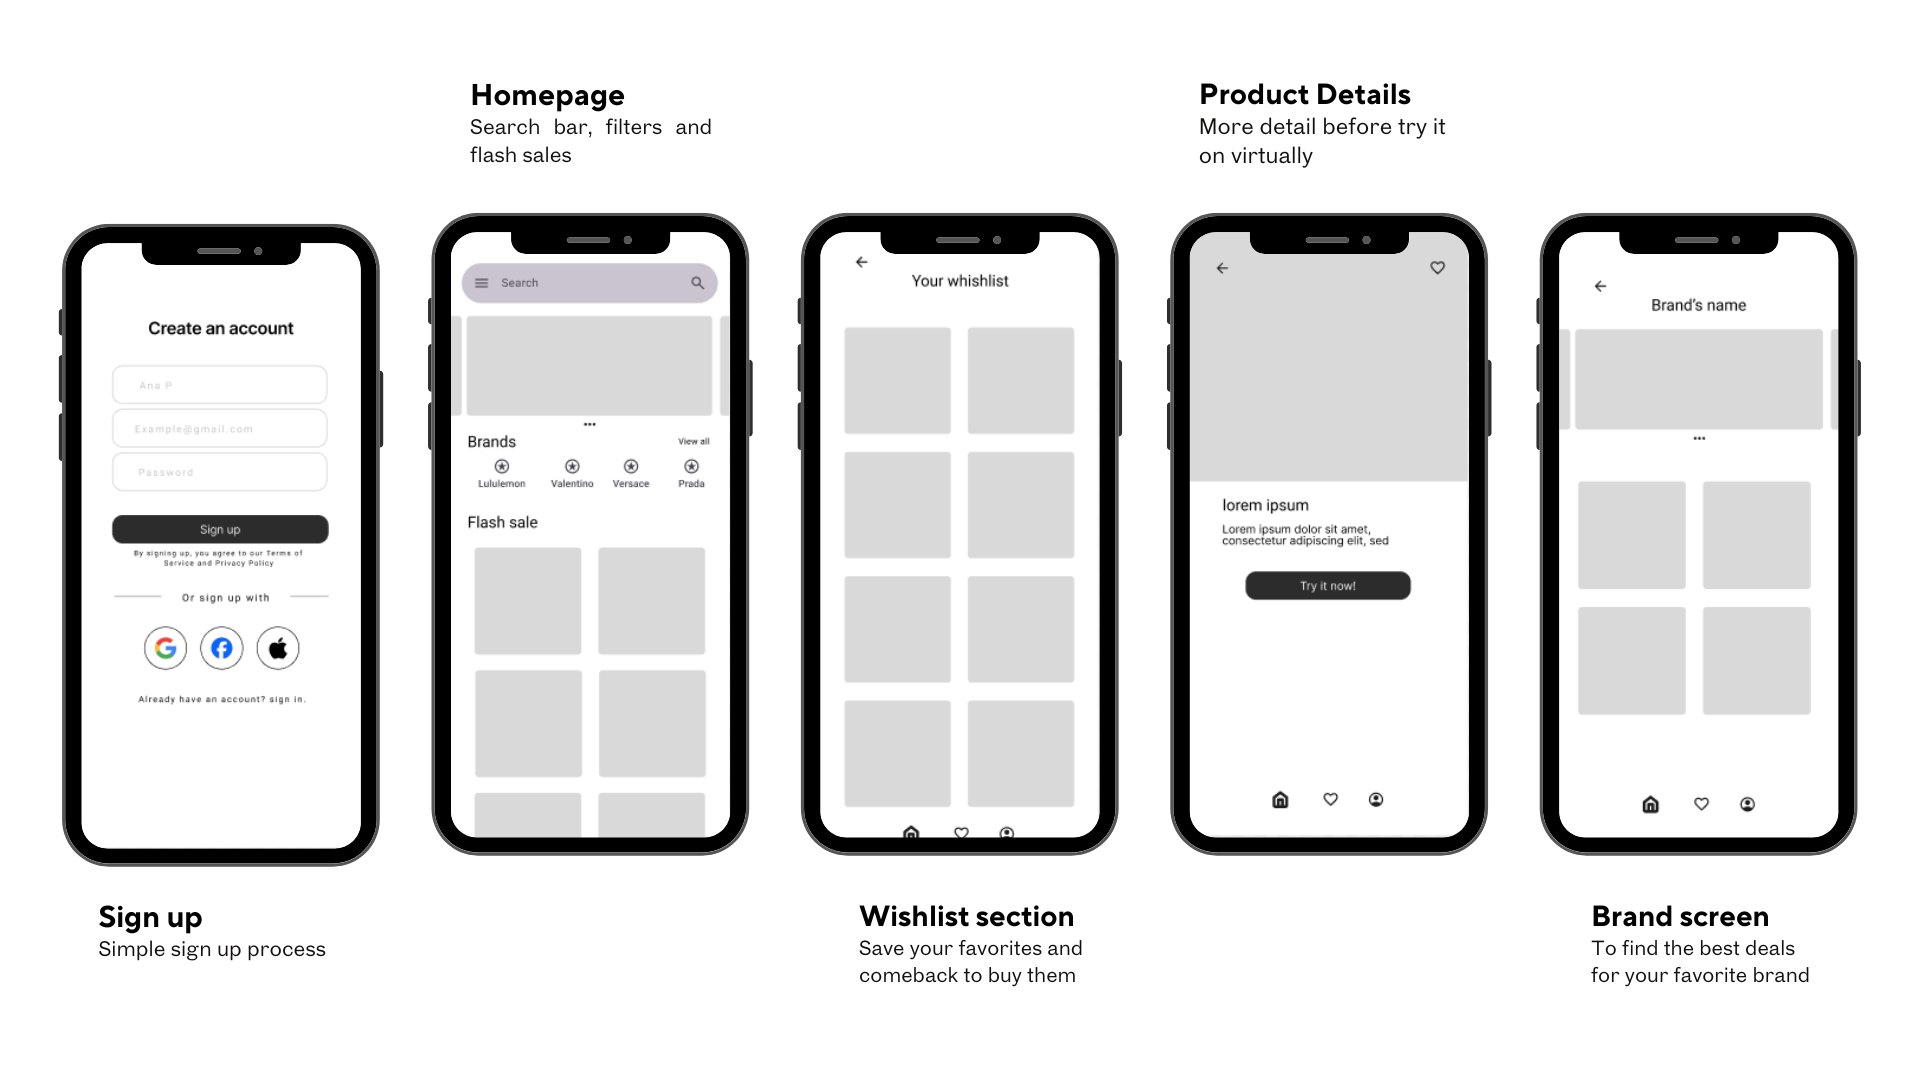 Homepage
Search bar, filters and
flash sales
Product Details
More detail before try it
on virtually
Create an account
Ana P
Example@gmail.com
Password
Sign up
By signing up, you agree to our Terms of
Service and Privacy Policy
Or sign up with
Already have an account? sign in.
Search
Brands
View all
Lululemon
Valentino
Versace
Prada
Flash sale
Your whishlist
lorem ipsum
Lorem ipsum dolor sit amet,
consectetur adipiscing elit, sed
Try it now!
Brand's name
Sign up
Simple sign up process
Wishlist section
Save your favorites and
comeback to buy them
Brand screen
To find the best deals
for your favorite brand